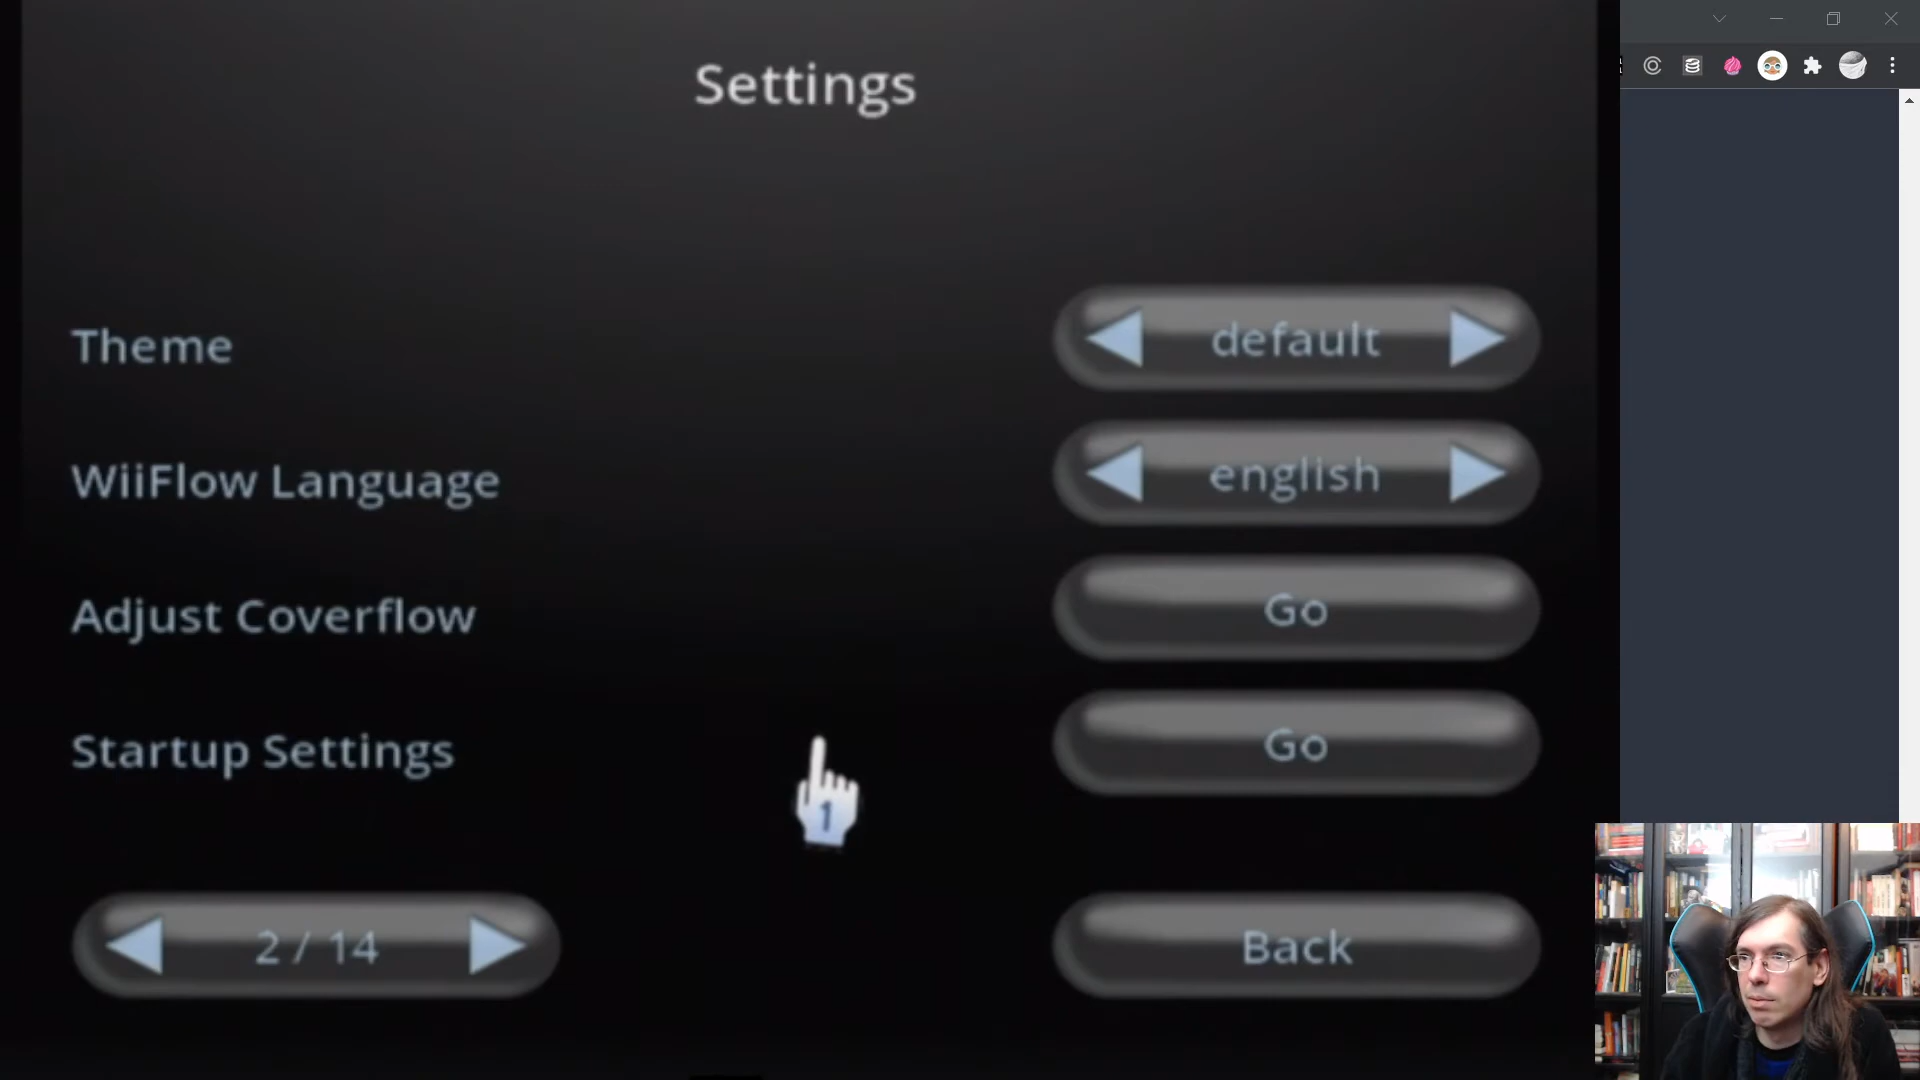 Settings
Theme
default
WiiFlow Language
english
Adjust Coverflow
Go
Startup Settings
Go
1
2 / 14
Back